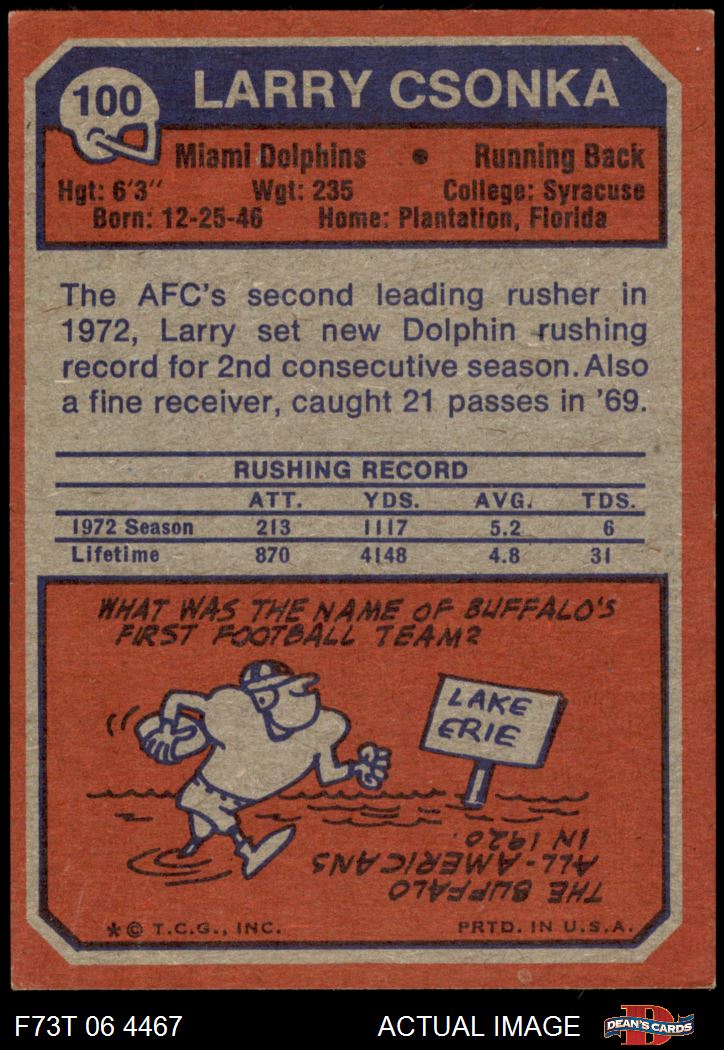 100
LARRY CSONKA
Miami Dolphins • Running Back
Hgt: 6'3" Wgt: 235 College: Syracuse
Born: 12-25-46 Home: Plantation, Florida
The AFC's second leading rusher in
1972, Larry set new Dolphin rushing
record for 2nd consecutive season. Also
a fine receiver, caught 21 passes in '69.
RUSHING RECORD
ATT. YDS. AVG. TDS.
1972 Season 213 1117 5.2 6
Lifetime 870 4148 4.8 31
WHAT WAS THE NAME OF BUFFALO'S
FIRST FOOTBALL TEAM?
LAKE
ERIE
THE BUFFALO
ALL-AMERICANS
IN 1920.
*© T.C.G., INC. PRTD. IN U.S.A.
F73T 06 4467 ACTUAL IMAGE
D
DEAN'S CARDS